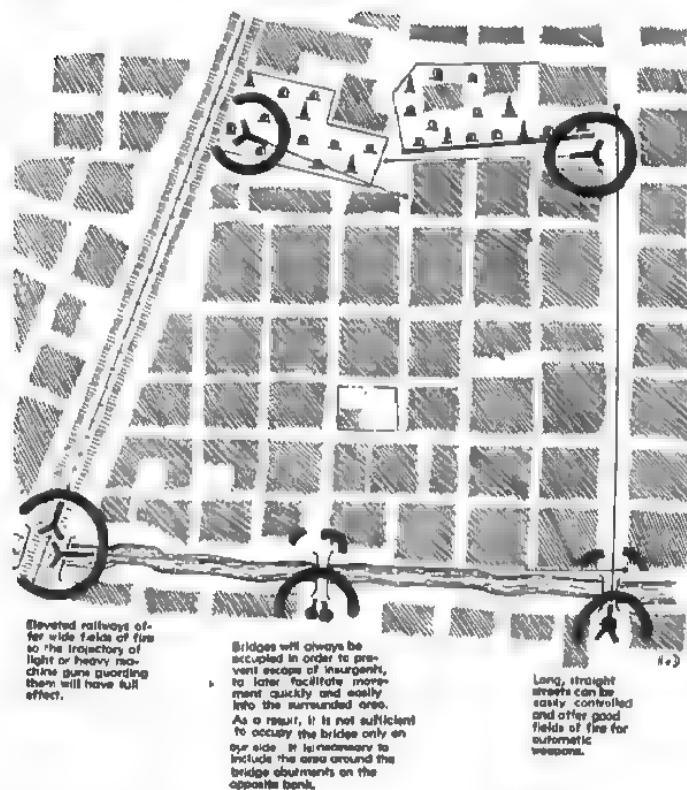 Elevated railways of-
fer wide fields of fire
so the trajectory of
light or heavy ma-
chine guns guarding
them will have full
effect.
Bridges will always be
occupied in order to pre-
vent escape of insurgents,
to later facilitate move-
ment quickly and easily
into the surrounded area.
As a result, it is not sufficient
to occupy the bridge only on
our side. It is necessary to
include the area around the
bridge abutments on the
opposite bank.
Long, straight
streets can be
easily controlled
and offer good
fields of fire for
automatic
weapons.